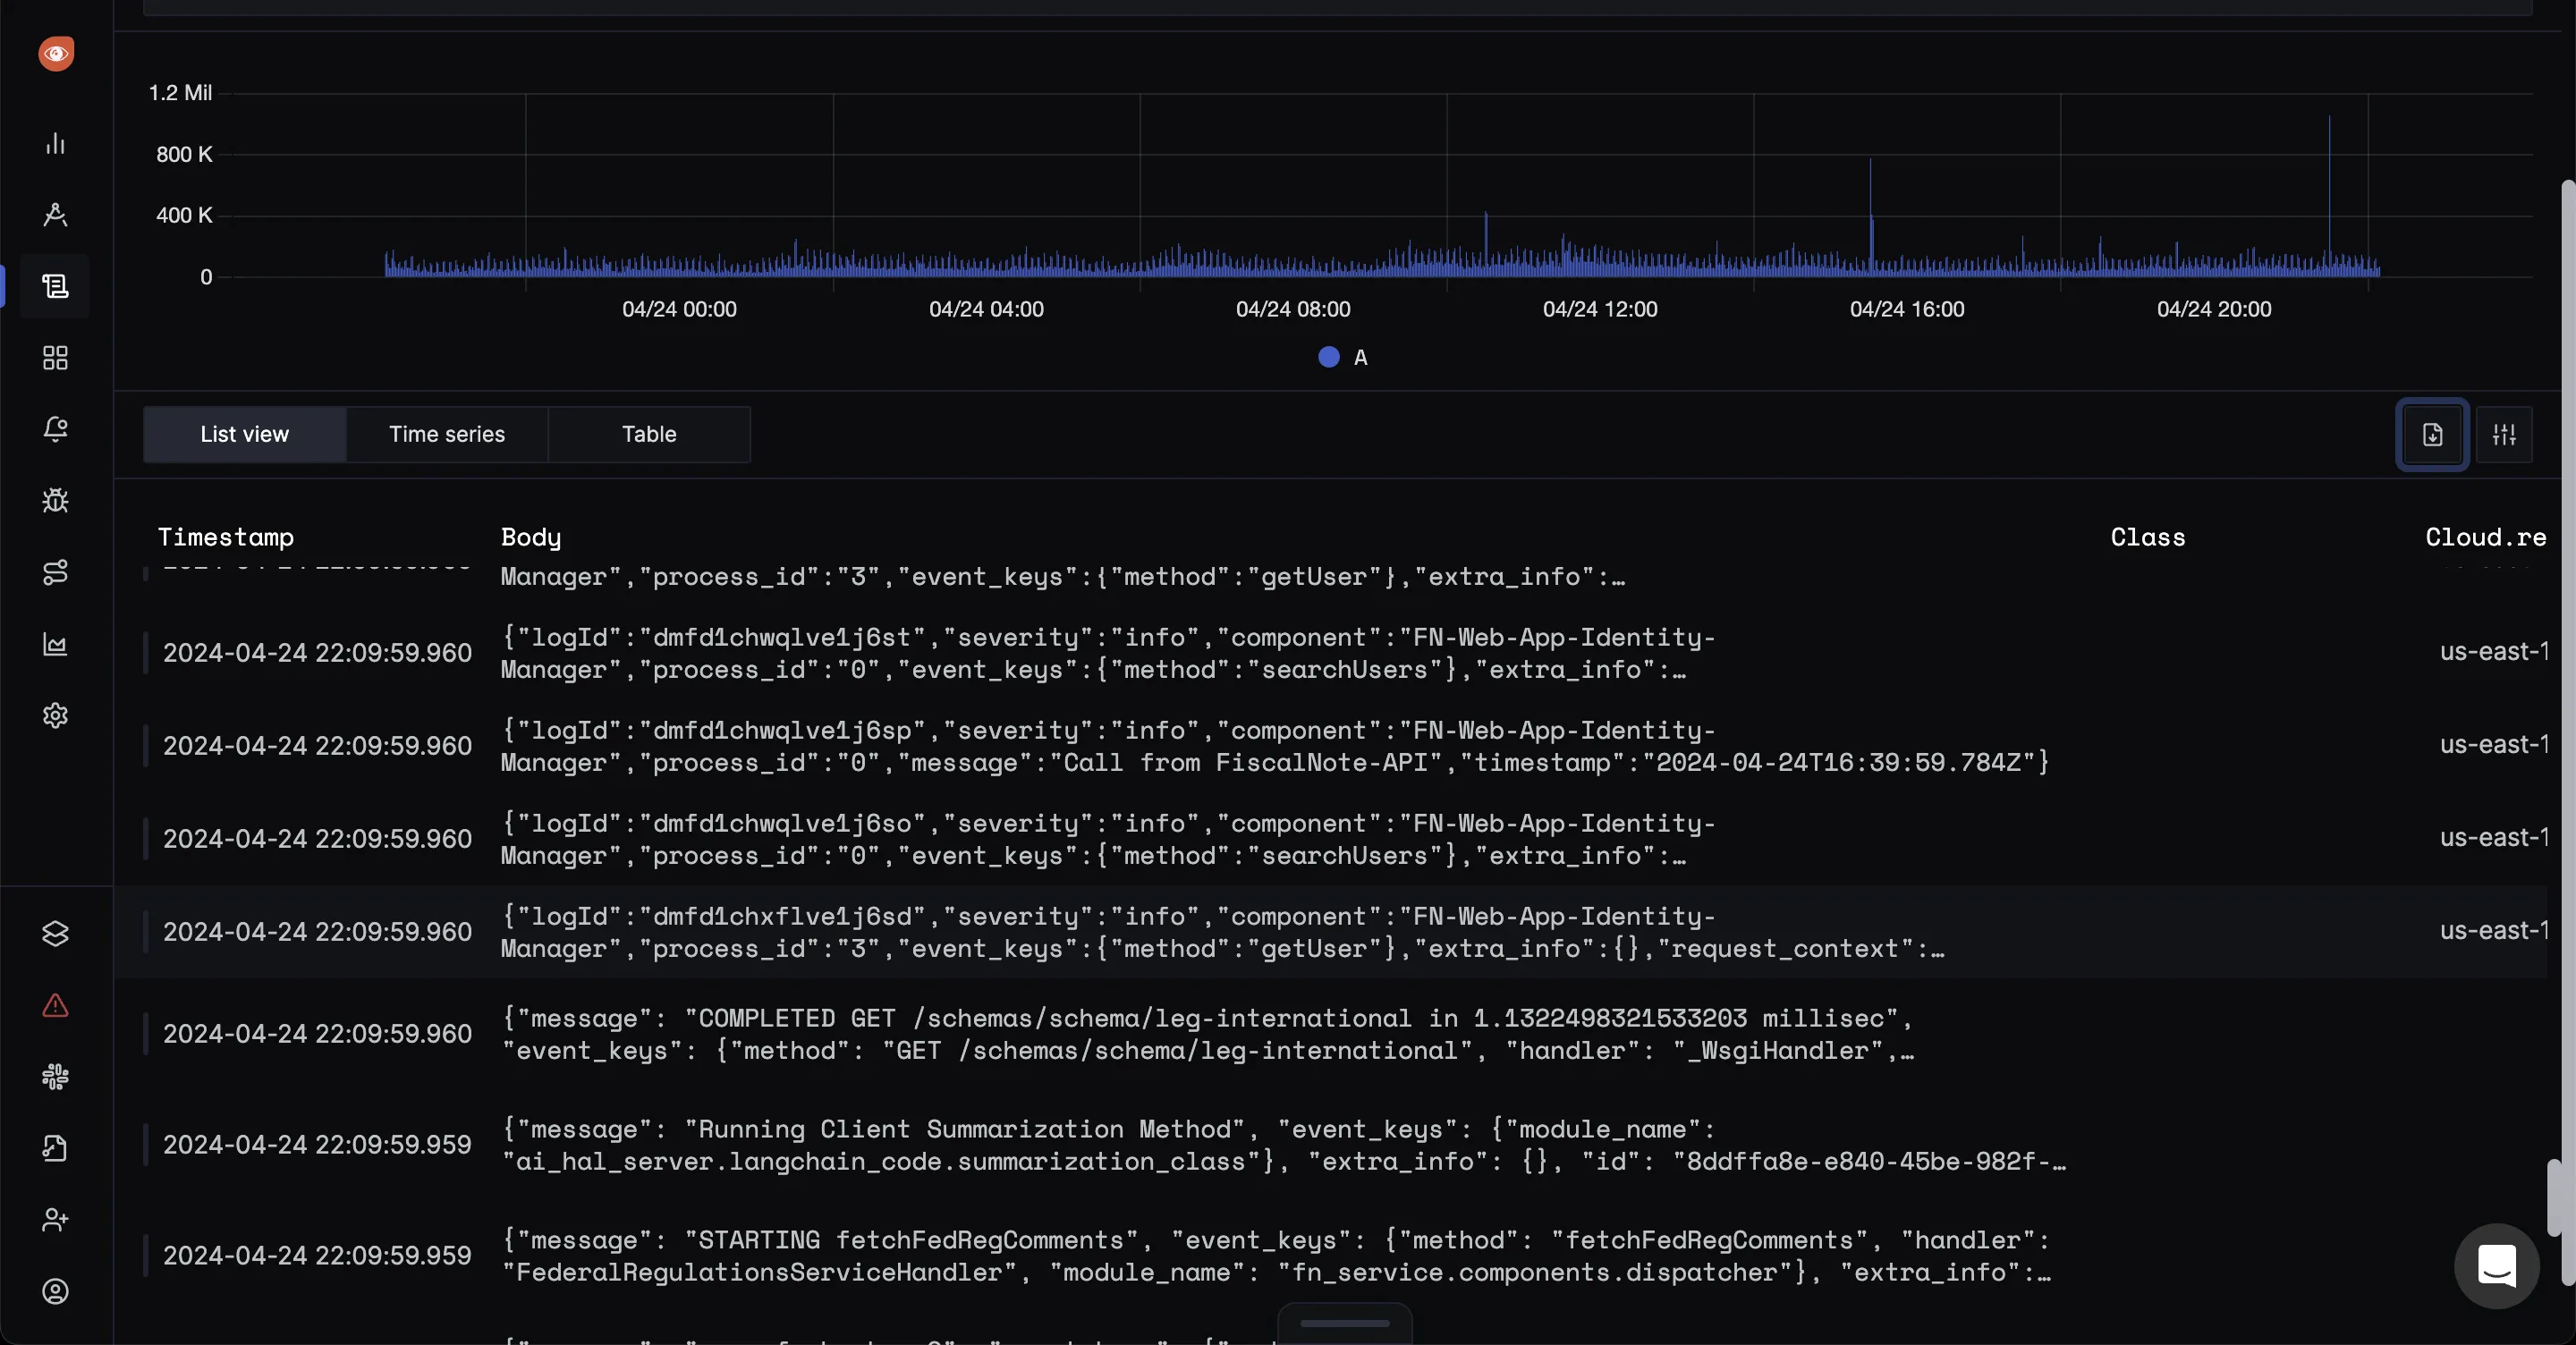 1.2 Mil
800 K
400 K
0
04/24 00:00
04/24 04:00
04/24 08:00
04/24 12:00
04/24 16:00
04/24 20:00
A
List view
Time series
Table
Timestamp
Body
Class
Cloud.re
Manager","process_id":"3","event_keys":{"method":"getUser"},"extra_info":…
2024-04-24 22:09:59.960
{"logId":"dmfd1chwqlve1j6st","severity":"info","component":"FN-Web-App-Identity-
Manager","process_id":"0","event_keys":{"method":"searchUsers"},"extra_info":…
us-east-1
2024-04-24 22:09:59.960
{"logId":"dmfd1chwqlve1j6sp","severity":"info","component":"FN-Web-App-Identity-
Manager","process_id":"0","message":"Call from FiscalNote-API","timestamp":"2024-04-24T16:39:59.784Z"}
us-east-1
2024-04-24 22:09:59.960
{"logId":"dmfd1chwqlve1j6so","severity":"info","component":"FN-Web-App-Identity-
Manager","process_id":"0","event_keys":{"method":"searchUsers"},"extra_info":…
us-east-1
2024-04-24 22:09:59.960
{"logId":"dmfd1chxflve1j6sd","severity":"info","component":"FN-Web-App-Identity-
Manager","process_id":"3","event_keys":{"method":"getUser"},"extra_info":{},"request_context":…
us-east-1
2024-04-24 22:09:59.960
{"message": "COMPLETED GET /schemas/schema/leg-international in 1.1322498321533203 millisec",
"event_keys": {"method": "GET /schemas/schema/leg-international", "handler": "_WsgiHandler",…
2024-04-24 22:09:59.959
{"message": "Running Client Summarization Method", "event_keys": {"module_name":
"ai_hal_server.langchain_code.summarization_class"}, "extra_info": {}, "id": "8ddffa8e-e840-45be-982f-…
2024-04-24 22:09:59.959
{"message": "STARTING fetchFedRegComments", "event_keys": {"method": "fetchFedRegComments", "handler":
"FederalRegulationsServiceHandler", "module_name": "fn_service.components.dispatcher"}, "extra_info":…